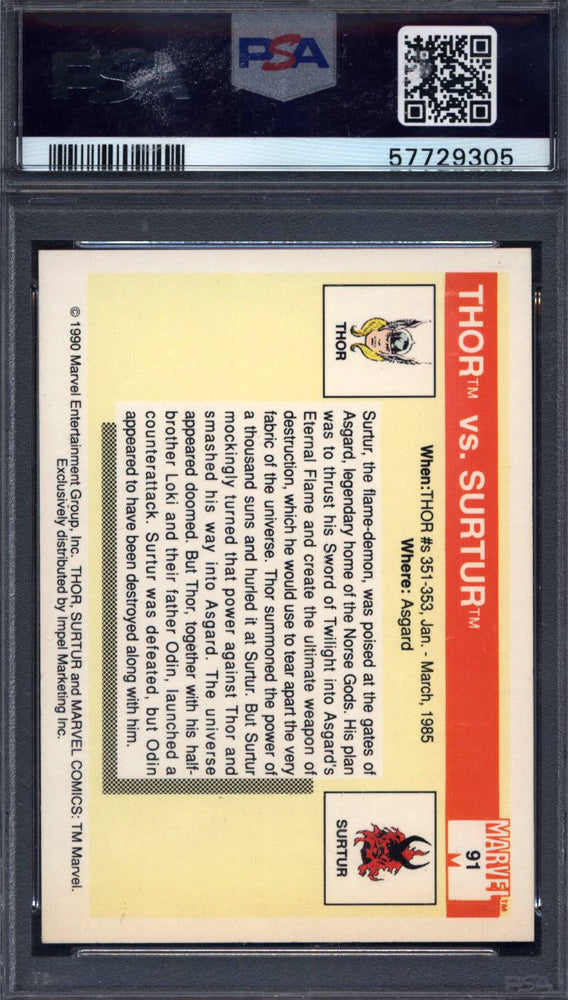 PSA
PSA
57729305
THOR™ vs. SURTUR™
MARVEL™
91
When:THOR #s 351-353, Jan. - March, 1985
Where: Asgard
THOR
SURTUR
Surtur, the flame-demon, was poised at the gates of
Asgard, legendary home of the Norse Gods. His plan
was to thrust his Sword of Twilight into Asgard's
Eternal Flame and create the ultimate weapon of
destruction, which he would use to tear apart the very
fabric of the universe. Thor summoned the power of
a thousand suns and hurled it at Surtur. But Surtur
mockingly turned that power against Thor and
smashed his way into Asgard. The universe
appeared doomed. But Thor, together with his half-
brother Loki and their father Odin, launched a
counterattack. Surtur was defeated, but Odin
appeared to have been destroyed along with him.
© 1990 Marvel Entertainment Group, Inc. THOR, SURTUR and MARVEL COMICS: TM Marvel.
Exclusively distributed by Impel Marketing Inc.
PSA